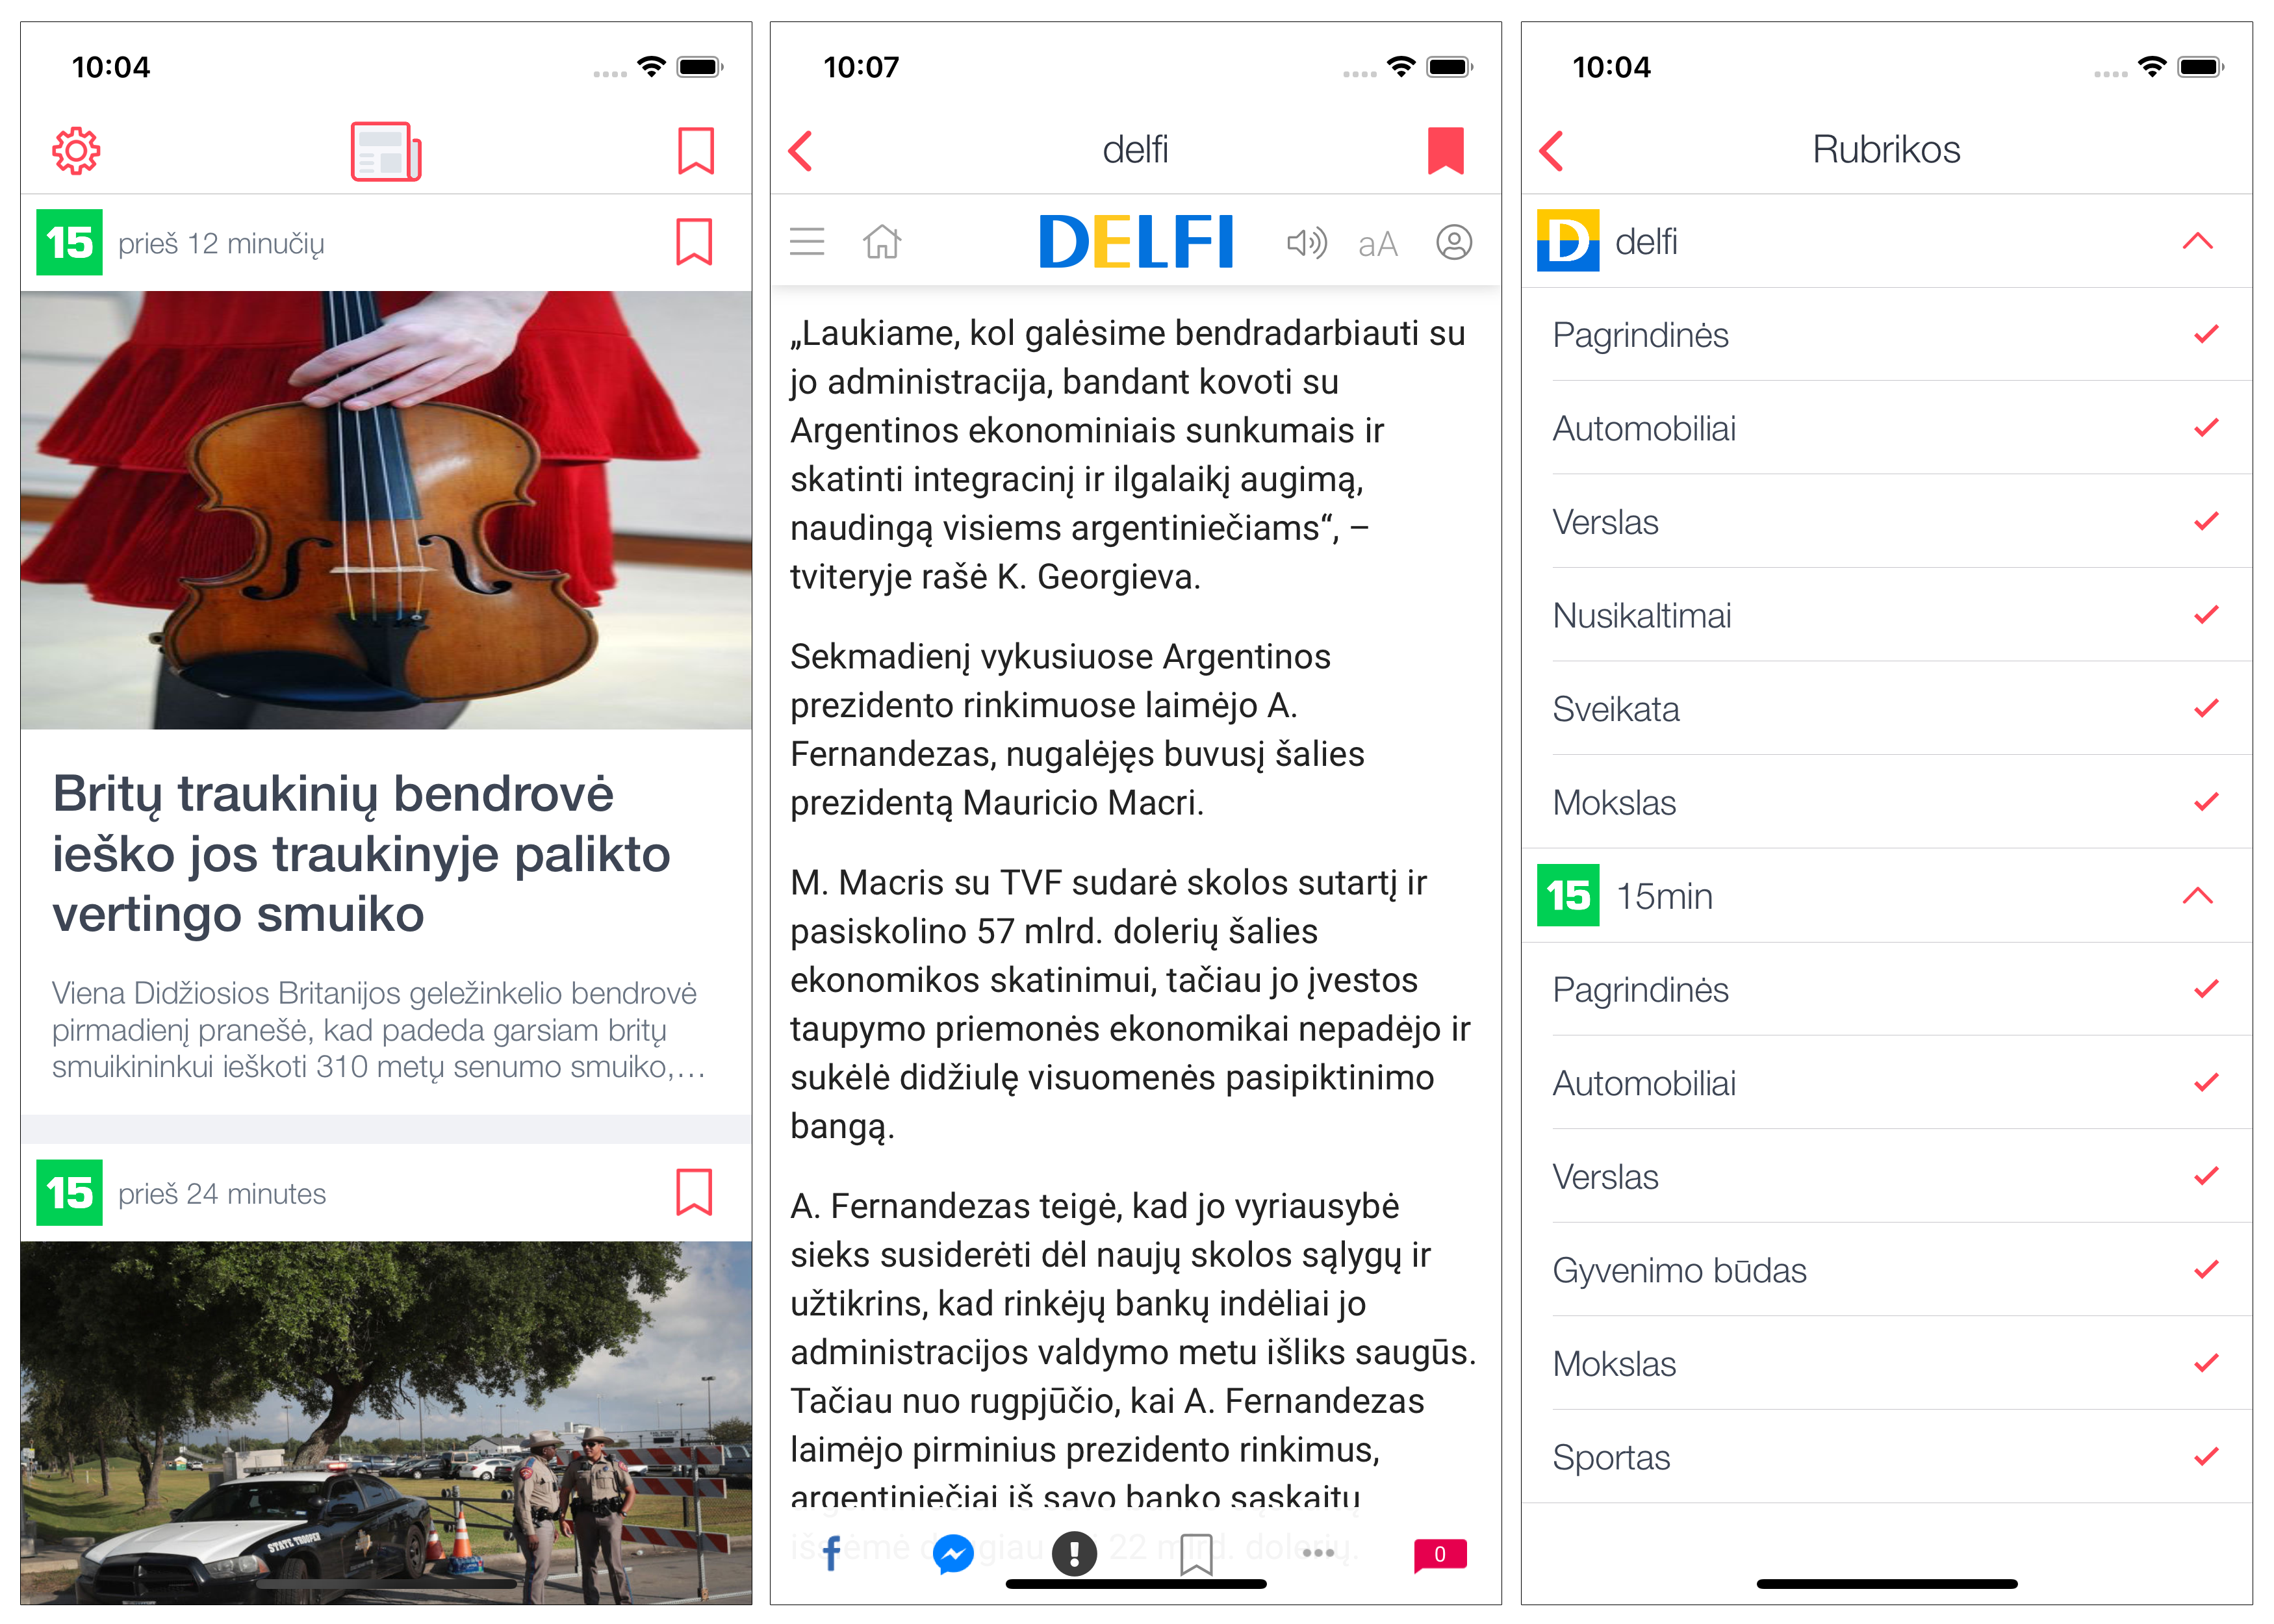 10:04
15 prieš 12 minučių
Britų traukinių bendrovė
ieško jos traukinyje palikto
vertingo smuiko
Viena Didžiosios Britanijos geležinkelio bendrovė
pirmadienį pranešė, kad padeda garsiam britų
smuikininkui ieškoti 310 metų senumo smuiko,…
15 prieš 24 minutes
STATE TROOPER
10:07
delfi
DELFI aA
„Laukiame, kol galėsime bendradarbiauti su
jo administracija, bandant kovoti su
Argentinos ekonominiais sunkumais ir
skatinti integracinį ir ilgalaikį augimą,
naudingą visiems argentiniečiams“, –
tviteryje rašė K. Georgieva.
Sekmadienį vykusiuose Argentinos
prezidento rinkimuose laimėjo A.
Fernandezas, nugalėjęs buvusį šalies
prezidentą Mauricio Macri.
M. Macris su TVF sudarė skolos sutartį ir
pasiskolino 57 mlrd. dolerių šalies
ekonomikos skatinimui, tačiau jo įvestos
taupymo priemonės ekonomikai nepadėjo ir
sukėlė didžiulę visuomenės pasipiktinimo
bangą.
A. Fernandezas teigė, kad jo vyriausybė
sieks susiderėti dėl naujų skolos sąlygų ir
užtikrins, kad rinkėjų bankų indėliai jo
administracijos valdymo metu išliks saugūs.
Tačiau nuo rugpjūčio, kai A. Fernandezas
laimėjo pirminius prezidento rinkimus,
argentiniečiai iš savo banko sąskaitų
22 mlrd. dolerių.
0
10:04
Rubrikos
D delfi
Pagrindinės
Automobiliai
Verslas
Nusikaltimai
Sveikata
Mokslas
15 15min
Pagrindinės
Automobiliai
Verslas
Gyvenimo būdas
Mokslas
Sportas